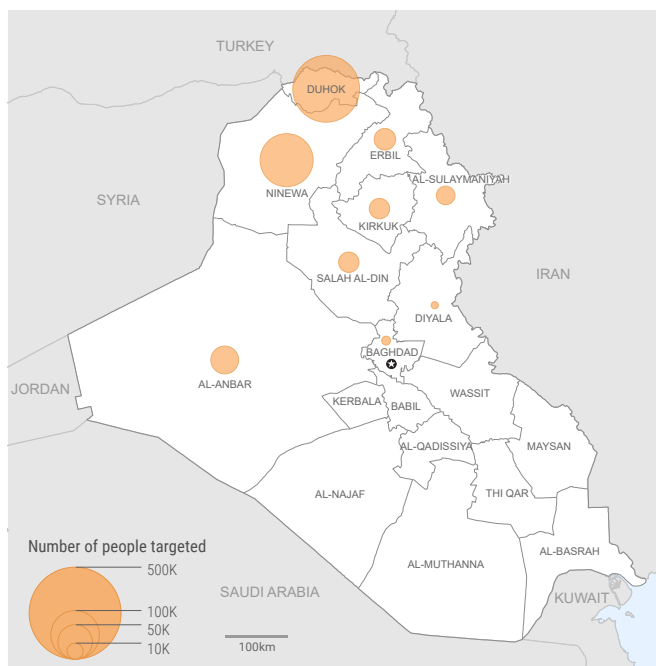 TURKEY
DUHOK
ERBIL
AL-SULAYMANIYAH
NINEWA
SYRIA
KIRKUK
SALAH AL-DIN
IRAN
DIYALA
BAGHDAD
AL-ANBAR
JORDAN
WASSIT
KERBALA
BABIL
AL-QADISSIYA
MAYSAN
AL-NAJAF
THI QAR
Number of people targeted
500K
AL-BASRAH
AL-MUTHANNA
SAUDI ARABIA
KUWAIT
100K
50K
10K
100km